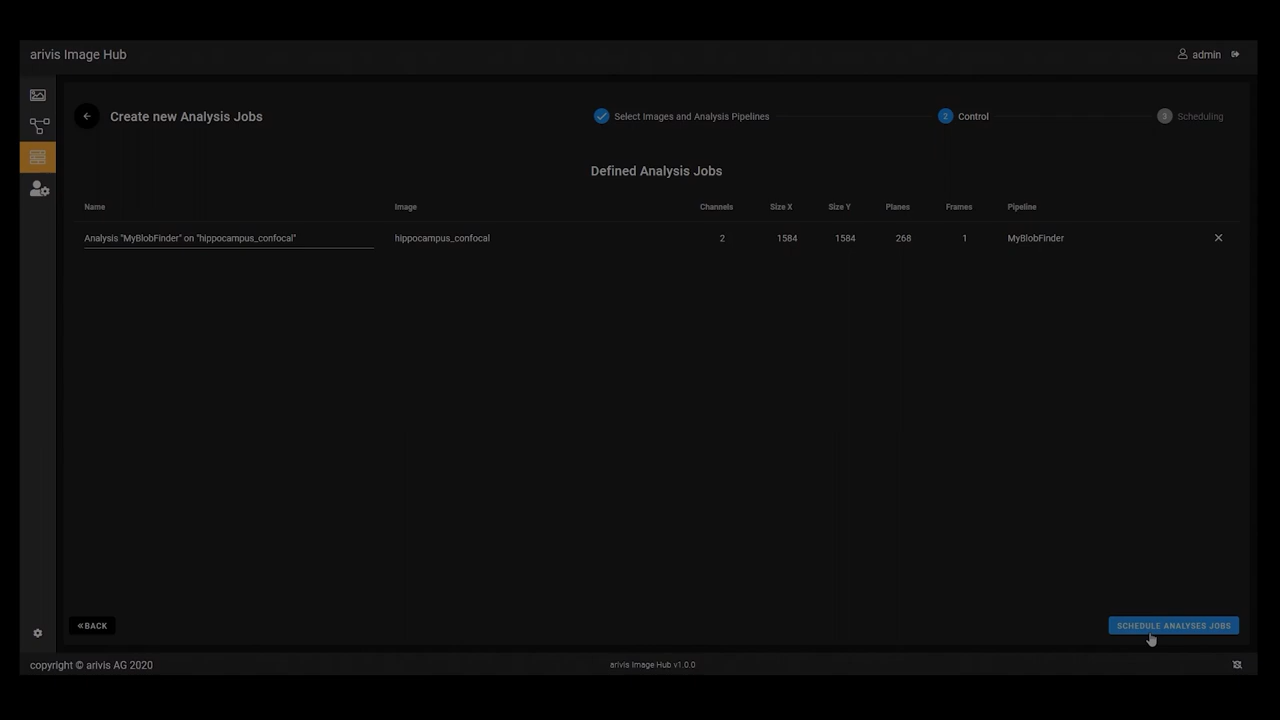 arivis Image Hub
admin
Create new Analysis Jobs
Select Images and Analysis Pipelines
2 Control
3 Scheduling
Defined Analysis Jobs
Name Image Channels Size X Size Y Planes Frames Pipeline
Analysis "MyBlobFinder" on "hippocampus_confocal" hippocampus_confocal 2 1584 1584 268 1 MyBlobFinder
«BACK
SCHEDULE ANALYSES JOBS
copyright © arivis AG 2020
arivis Image Hub v1.0.0